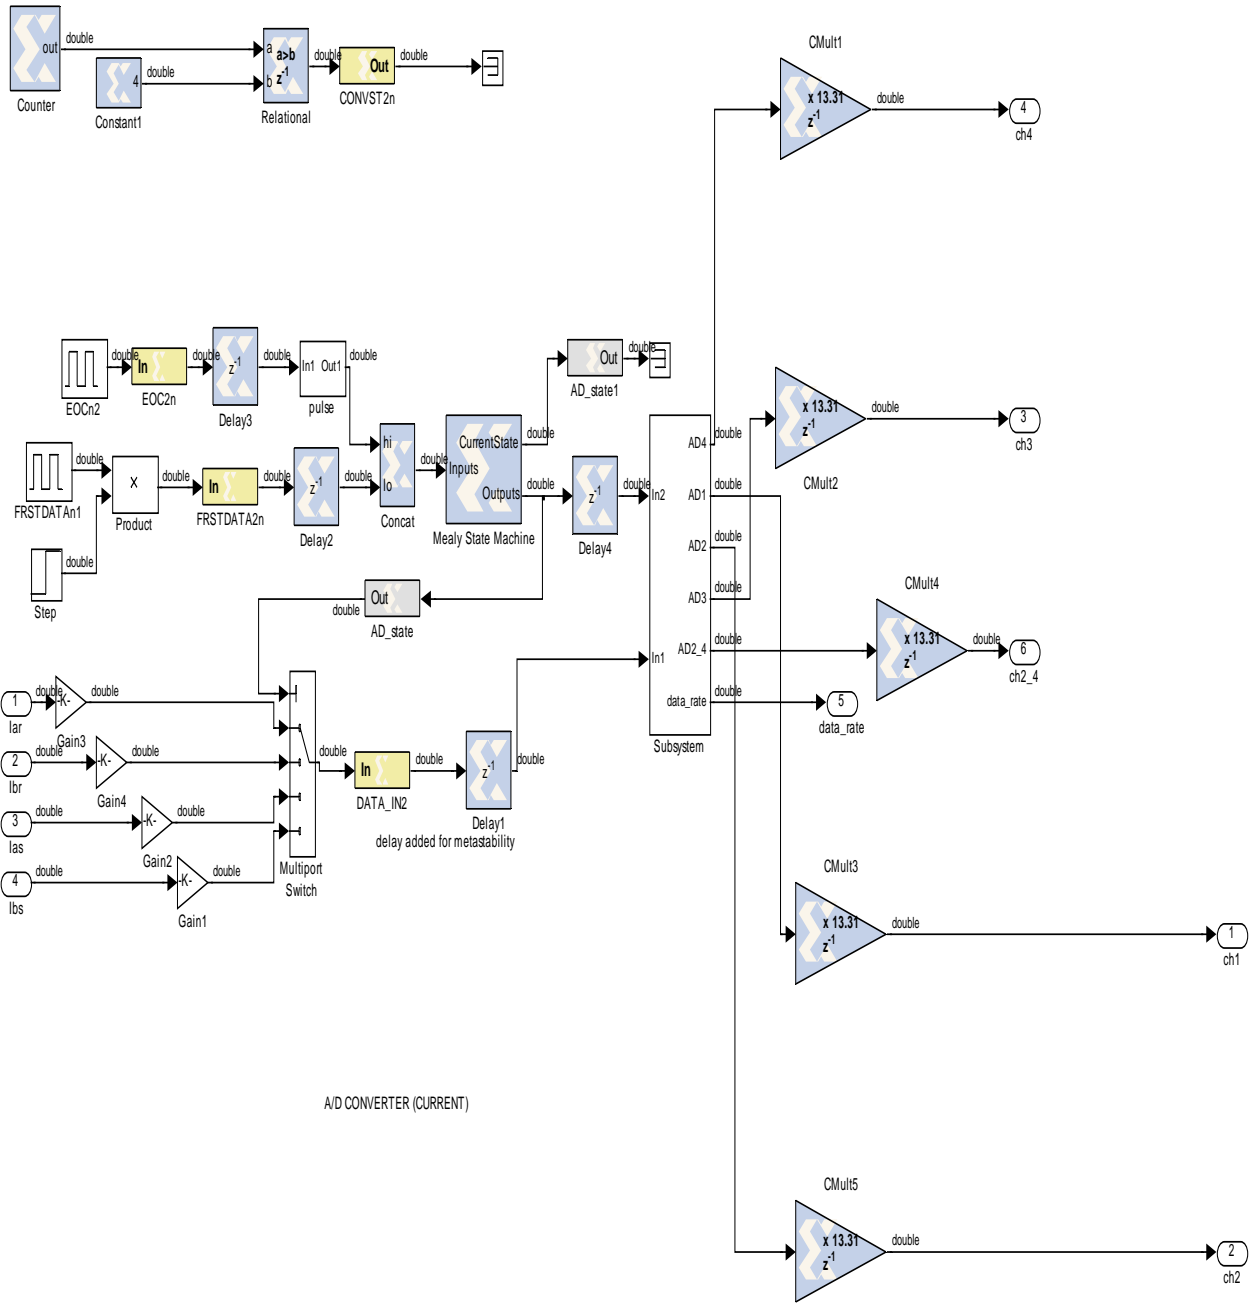 CMult1
out
double
a
a>b
z-1
b
double
Out
double
4
double
Counter
Constant1
Relational
CONVST2n
x 13.31
z-1
double
4
ch4
double
In
double
z-1
double
In1 Out1
double
EOCn2
EOC2n
Delay3
pulse
Out
double
AD_state1
x 13.31
z-1
double
3
ch3
CMult2
double
FRSTDATAn1
x
Product
double
In
FRSTDATA2n
double
z-1
Delay2
double
hi
lo
Concat
double
Inputs
CurrentState
Outputs
Mealy State Machine
double
double
z-1
Delay4
double
In2
In1
AD4
double
AD1
double
AD2
double
AD3
double
AD2_4
double
data_rate
double
Subsystem
Step
double
Out
double
AD_state
CMult4
x 13.31
z-1
double
6
ch2_4
5
data_rate
1
Iar
double
-K-
Gain3
double
2
Ibr
double
-K-
Gain4
double
3
Ias
double
-K-
Gain2
double
4
Ibs
double
-K-
Gain1
double
Multiport
Switch
double
In
DATA_IN2
double
z-1
Delay1
double
delay added for metastability
CMult3
x 13.31
z-1
double
1
ch1
A/D CONVERTER (CURRENT)
CMult5
x 13.31
z-1
double
2
ch2